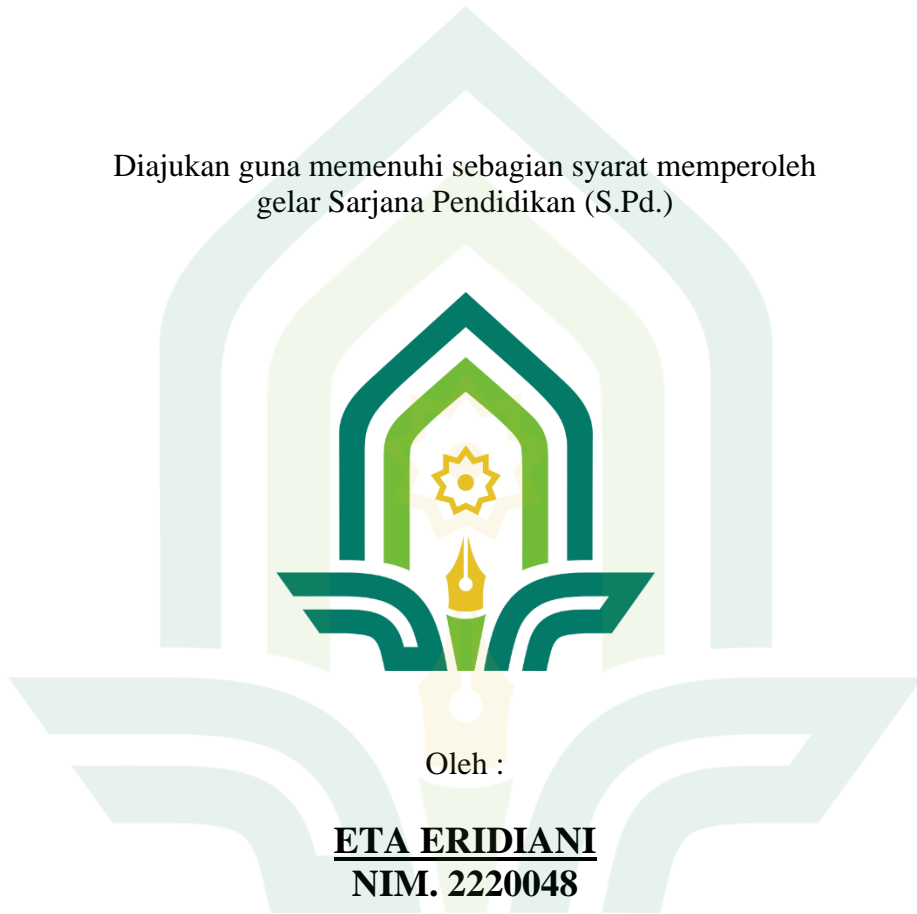 Diajukan guna memenuhi sebagian syarat memperoleh
gelar Sarjana Pendidikan (S.Pd.)
Oleh :
ETA ERIDIANI
NIM. 2220048